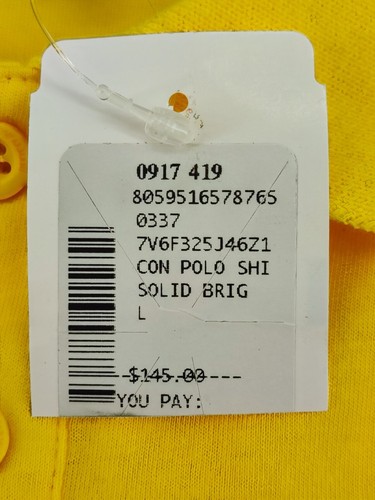 0917 419
8059516578765
0337
7V6F325J46Z1
CON POLO SHI
SOLID BRIG
L
$145.00
YOU PAY: